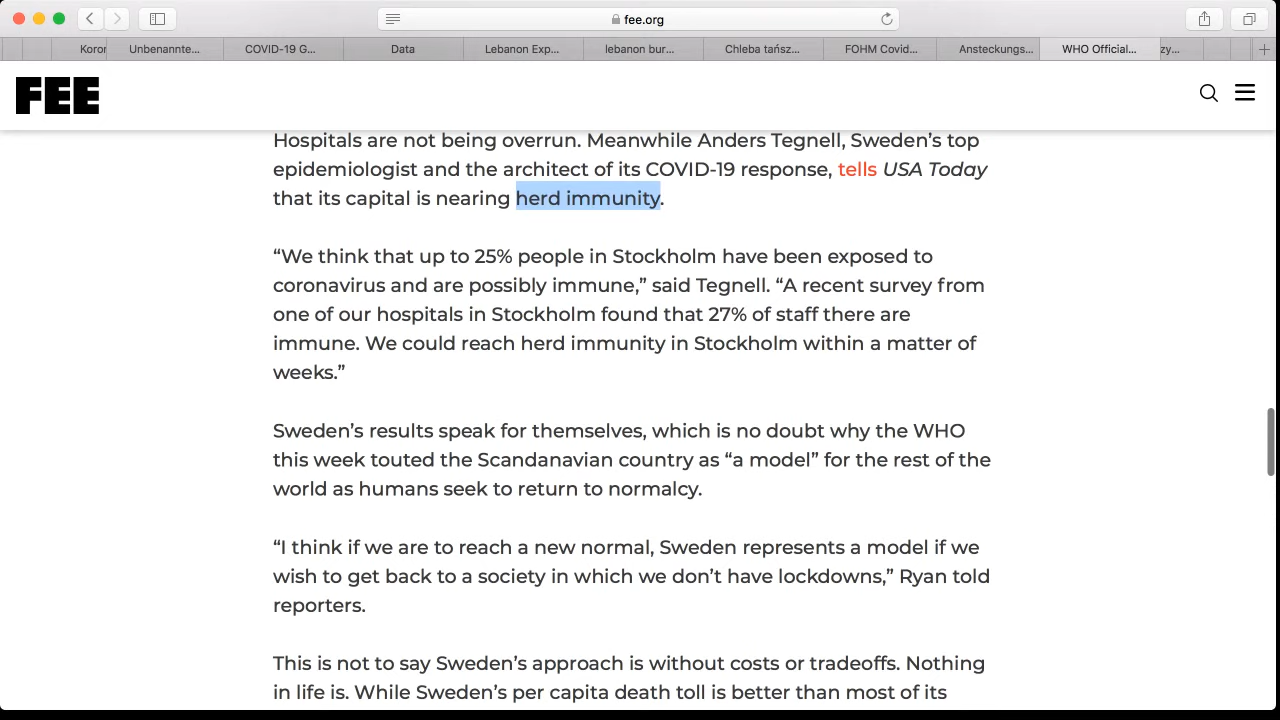 fee.org
Koror
Unbenannte...
COVID-19 G...
Data
Lebanon Exp...
lebanon bur...
Chleba tańsz...
FOHM Covid...
Ansteckungs...
WHO Official...
zy...
FEE
Hospitals are not being overrun. Meanwhile Anders Tegnell, Sweden’s top
epidemiologist and the architect of its COVID-19 response, tells USA Today
that its capital is nearing herd immunity.
“We think that up to 25% people in Stockholm have been exposed to
coronavirus and are possibly immune,” said Tegnell. “A recent survey from
one of our hospitals in Stockholm found that 27% of staff there are
immune. We could reach herd immunity in Stockholm within a matter of
weeks.”
Sweden’s results speak for themselves, which is no doubt why the WHO
this week touted the Scandanavian country as “a model” for the rest of the
world as humans seek to return to normalcy.
“I think if we are to reach a new normal, Sweden represents a model if we
wish to get back to a society in which we don’t have lockdowns,” Ryan told
reporters.
This is not to say Sweden’s approach is without costs or tradeoffs. Nothing
in life is. While Sweden’s per capita death toll is better than most of its